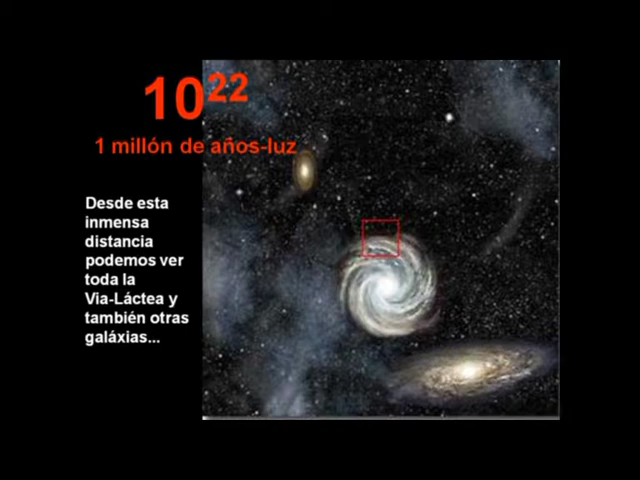 10²²
1 millón de años-luz
Desde esta
inmensa
distancia
podemos ver
toda la
Via-Láctea y
también otras
galáxias...